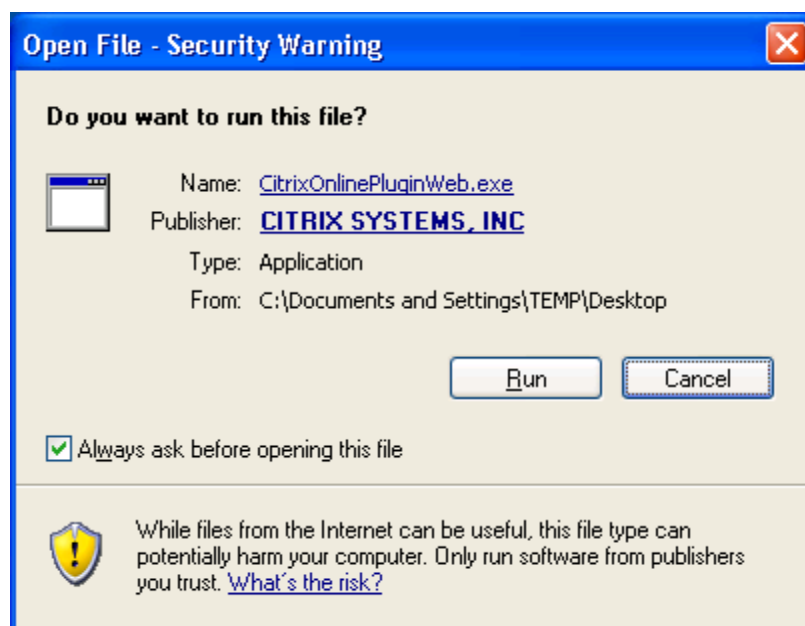 Open File - Security Warning
Do you want to run this file?
Name: CitrixOnlinePluginWeb.exe
Publisher: CITRIX SYSTEMS, INC
Type: Application
From: C:\Documents and Settings\TEMP\Desktop
Run Cancel
Always ask before opening this file
While files from the Internet can be useful, this file type can
potentially harm your computer. Only run software from publishers
you trust. What's the risk?